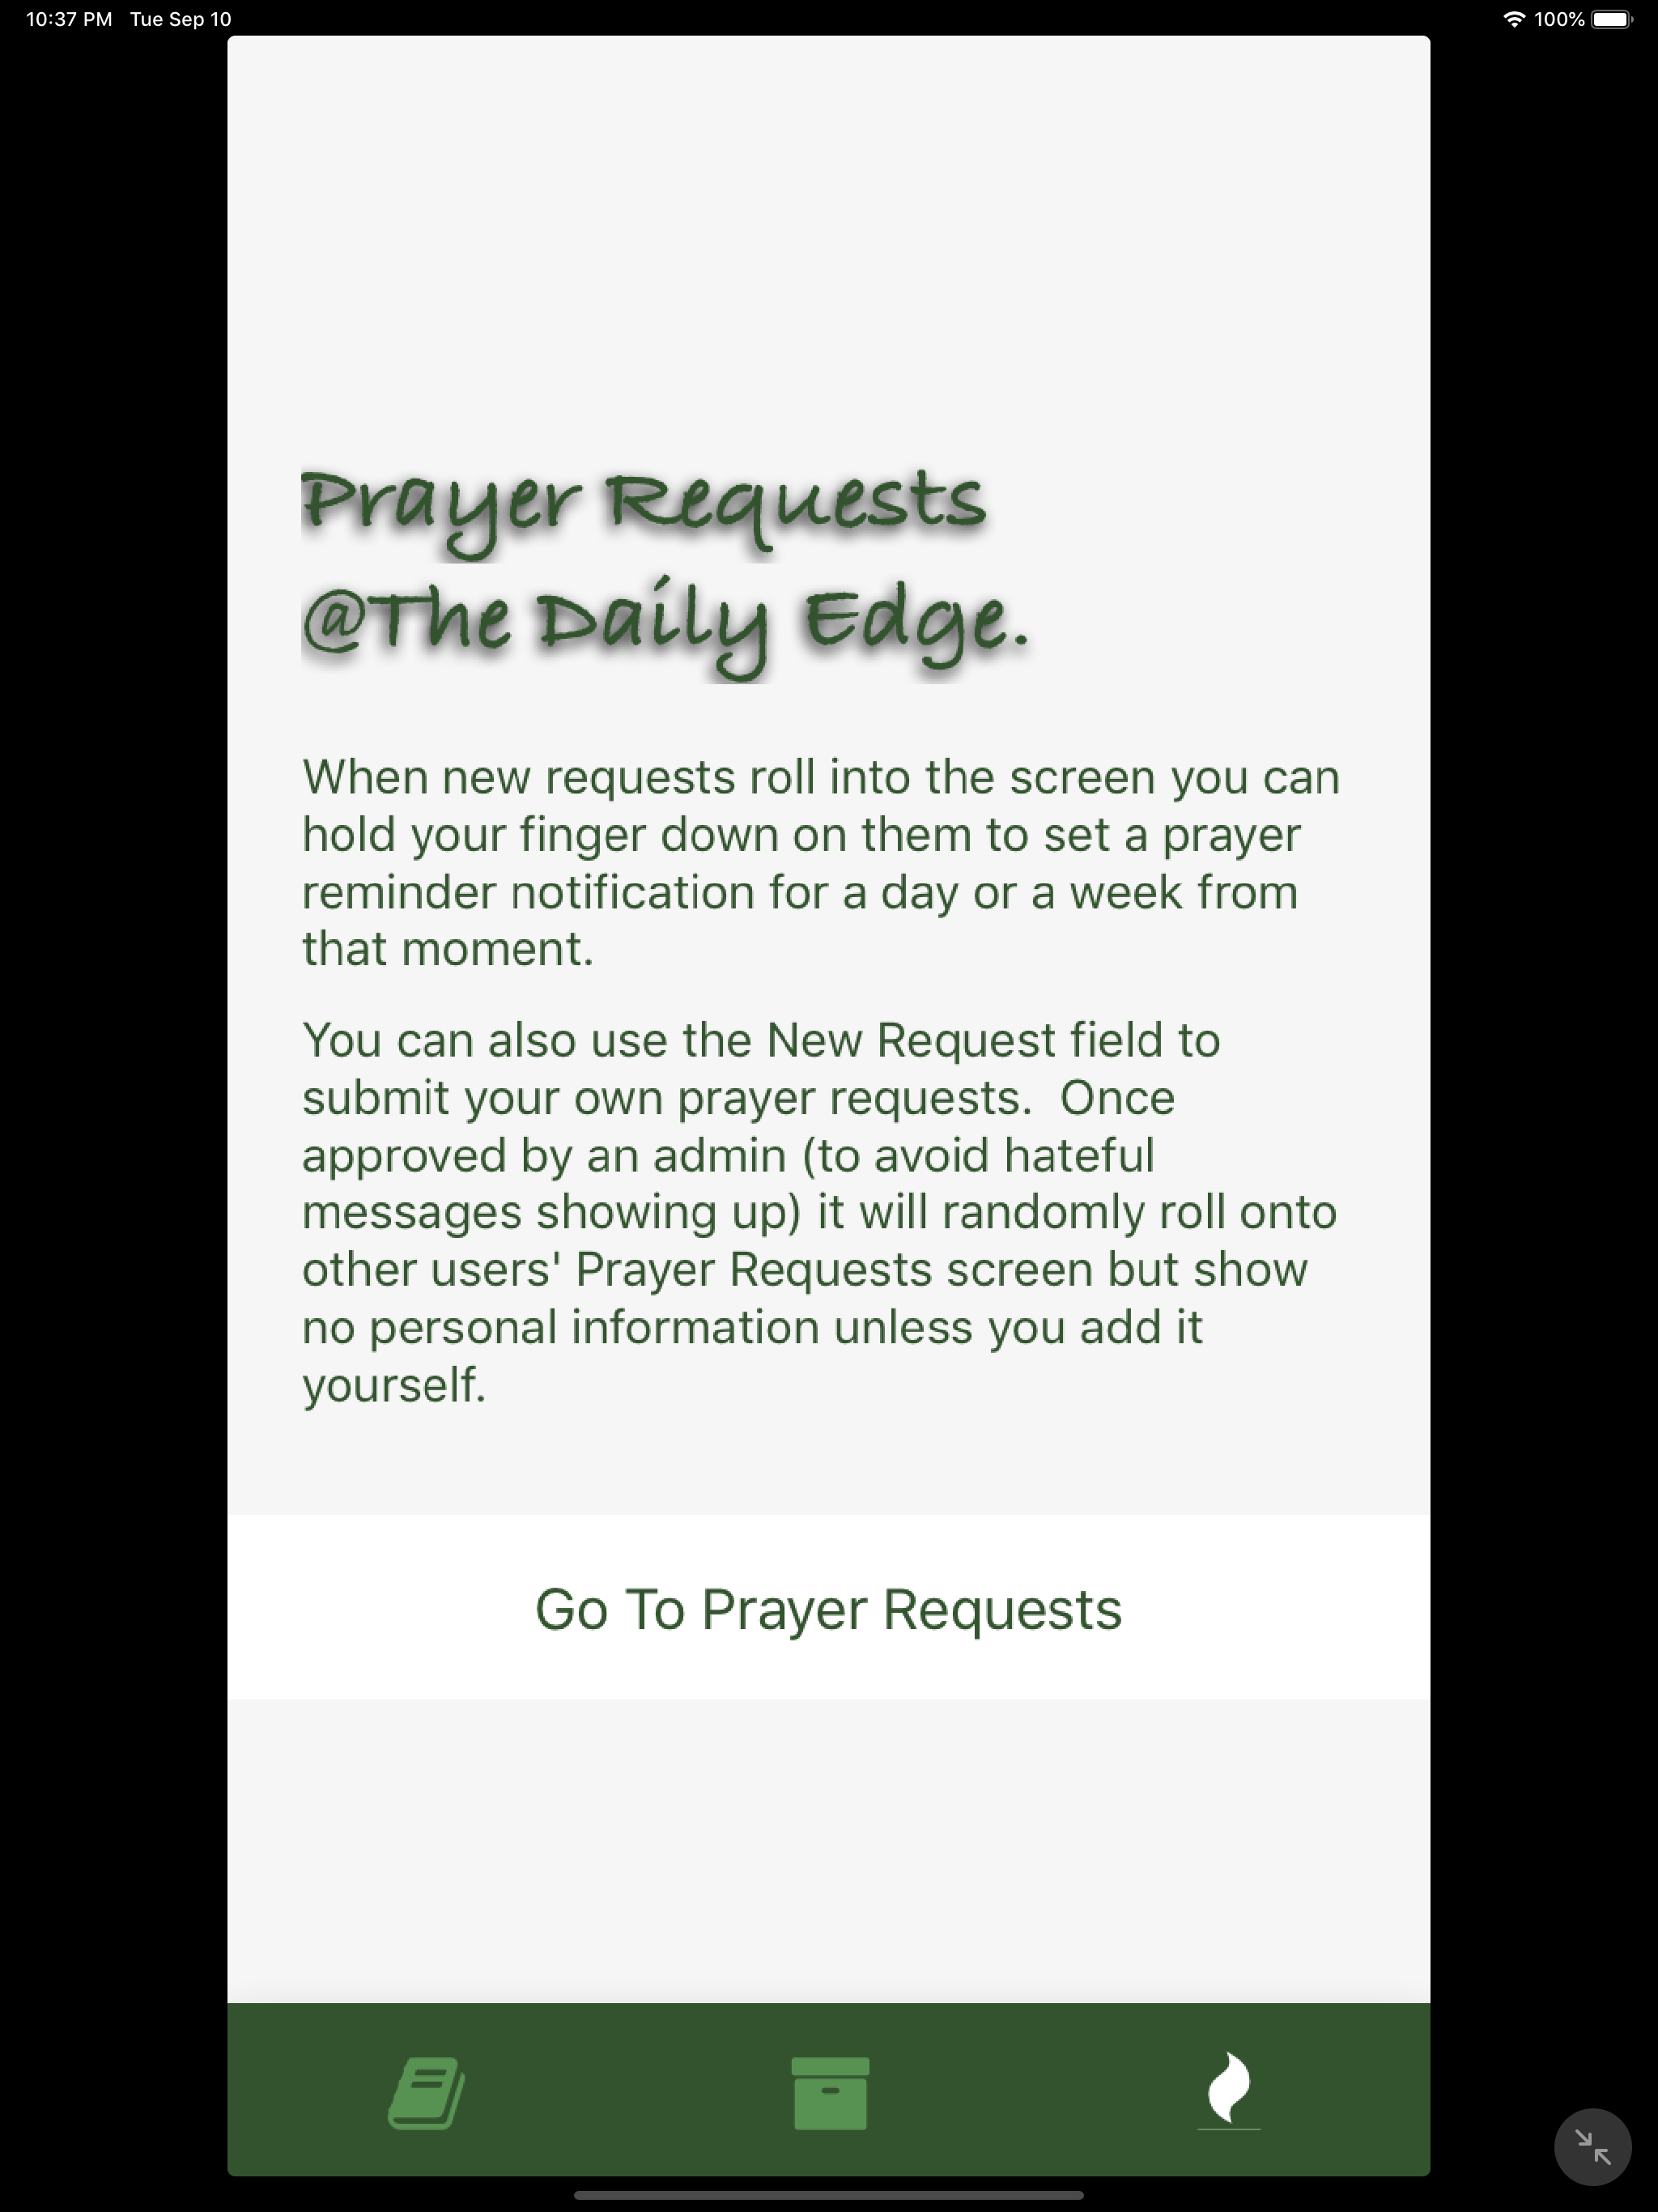 10:37 PM Tue Sep 10 100%
Prayer Requests
@The Daily Edge.
When new requests roll into the screen you can
hold your finger down on them to set a prayer
reminder notification for a day or a week from
that moment.
You can also use the New Request field to
submit your own prayer requests.  Once
approved by an admin (to avoid hateful
messages showing up) it will randomly roll onto
other users' Prayer Requests screen but show
no personal information unless you add it
yourself.
Go To Prayer Requests